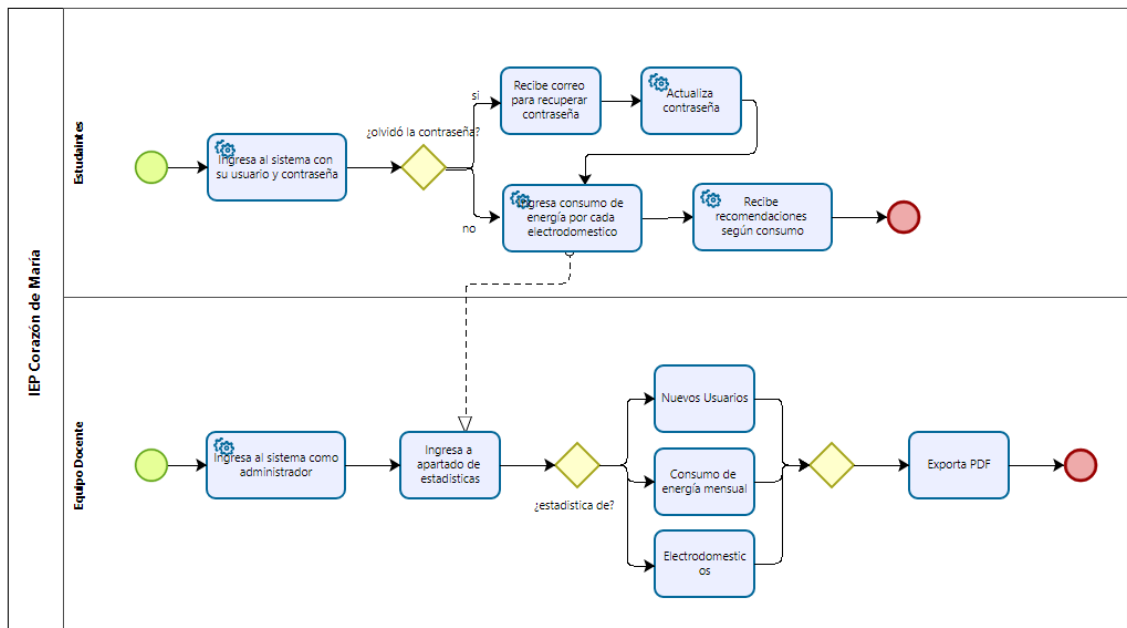 IEP Corazón de María
Estudaintes
Ingresa al sistema con
su usuario y contraseña
¿olvidó la contraseña?
si
no
Recibe correo
para recuperar
contraseña
Actualiza
contraseña
Ingresa consumo de
energía por cada
electrodomestico
Recibe
recomendaciones
según consumo
Equipo Docente
Ingresa al sistema como
administrador
Ingresa a
apartado de
estadisticas
¿estadistica de?
Nuevos Usuarios
Consumo de
energía mensual
Electrodomestic
os
Exporta PDF